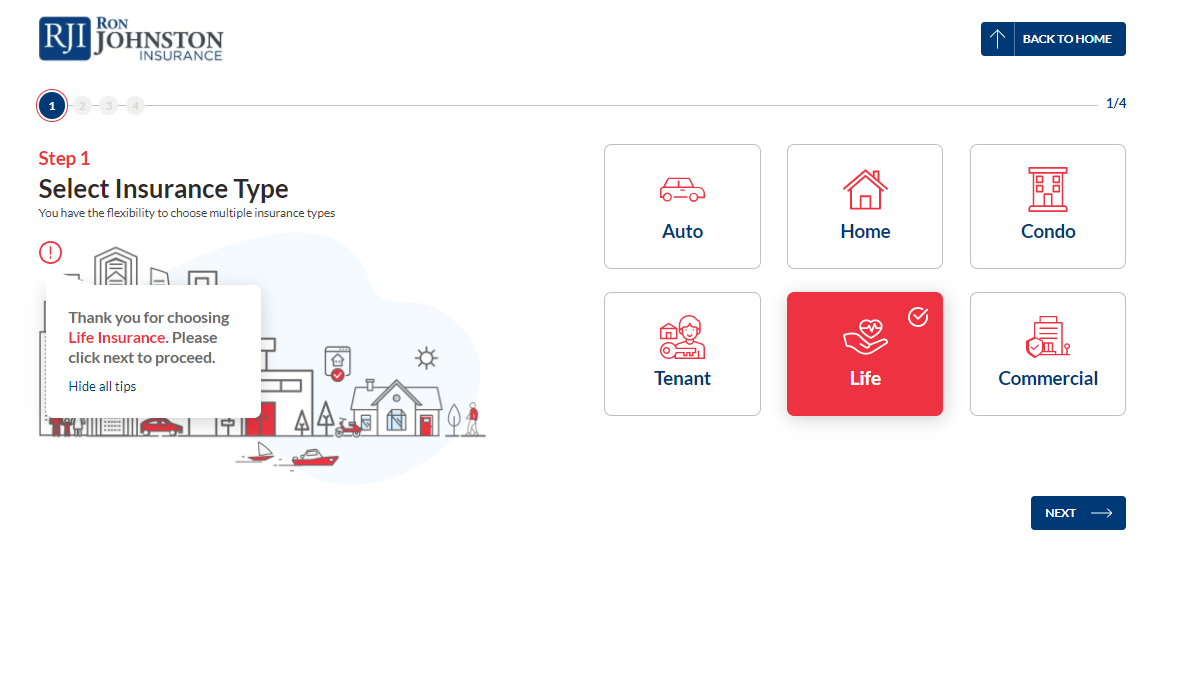 RJI RON
JOHNSTON
INSURANCE
BACK TO HOME
1 2 3 4
1/4
Step 1
Select Insurance Type
You have the flexibility to choose multiple insurance types
Thank you for choosing
Life Insurance. Please
click next to proceed.
Hide all tips
Auto
Home
Condo
Tenant
Life
Commercial
NEXT